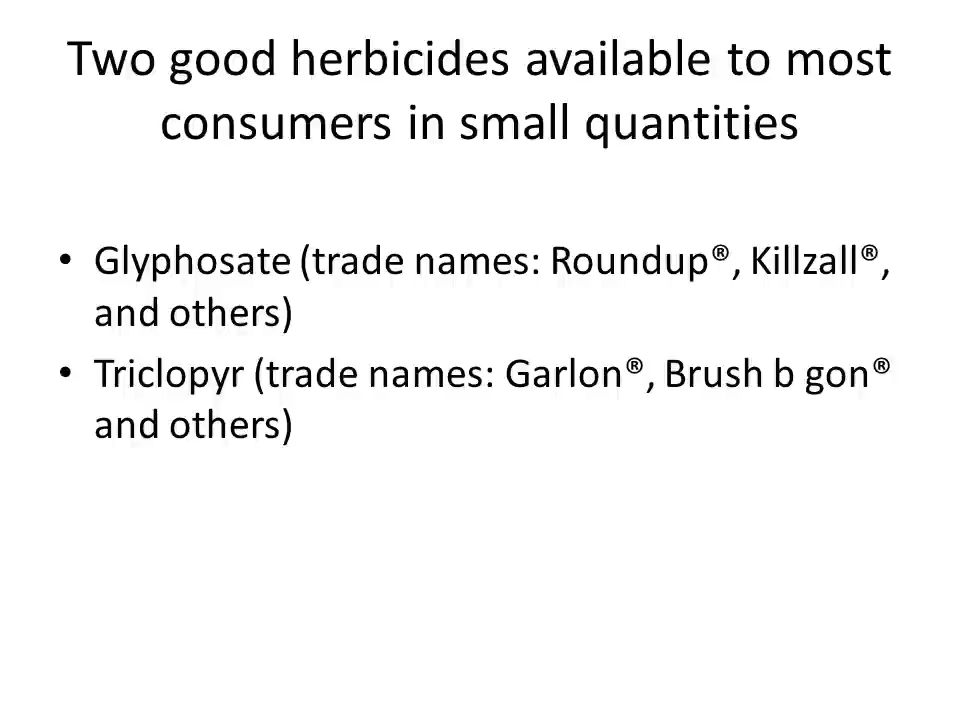 Two good herbicides available to most
consumers in small quantities
• Glyphosate (trade names: Roundup®, Killzall®,
and others)
• Triclopyr (trade names: Garlon®, Brush b gon®
and others)